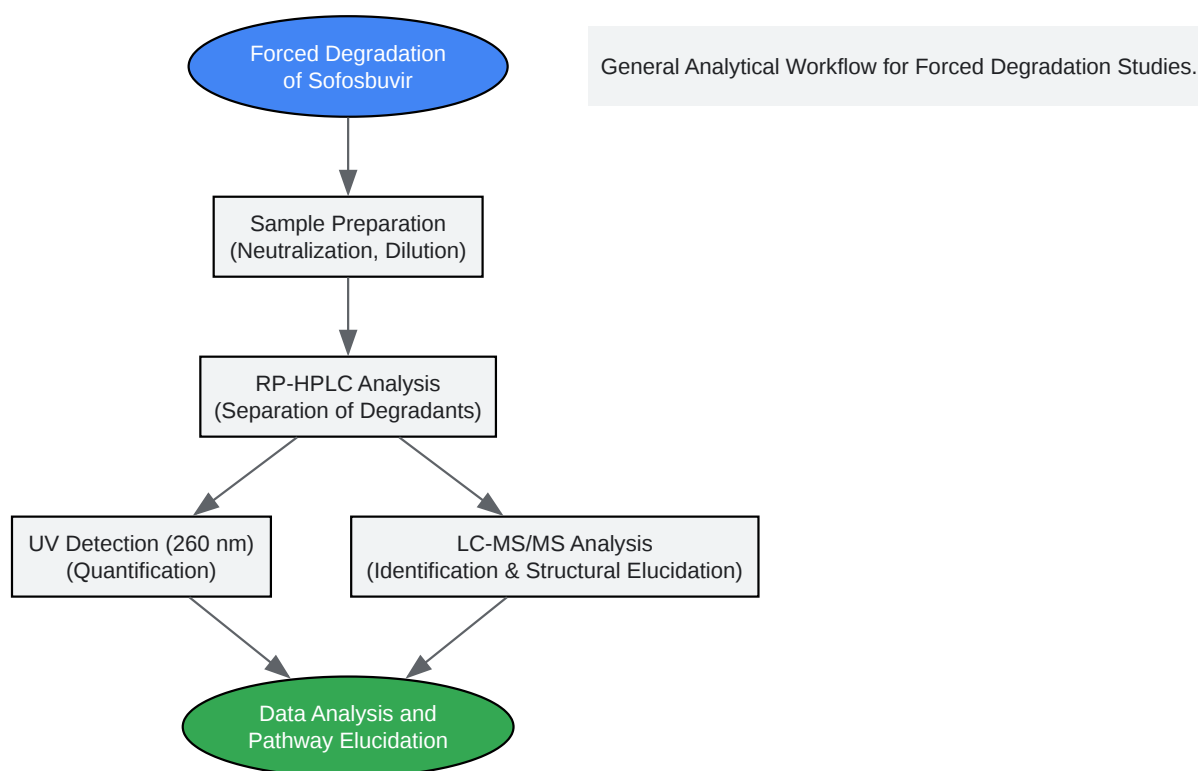 Forced Degradation
of Sofosbuvir
General Analytical Workflow for Forced Degradation Studies.
Sample Preparation
(Neutralization, Dilution)
RP-HPLC Analysis
(Separation of Degradants)
UV Detection (260 nm)
(Quantification)
LC-MS/MS Analysis
(Identification & Structural Elucidation)
Data Analysis and
Pathway Elucidation